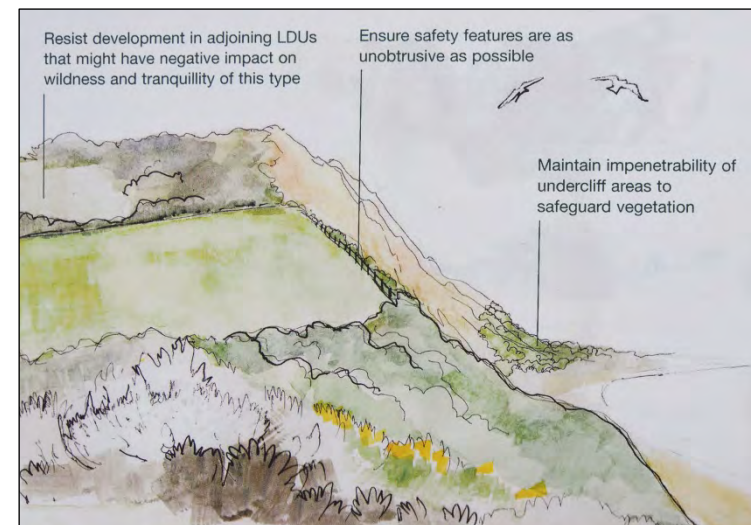 Resist development in adjoining LDUs
that might have negative impact on
wildness and tranquillity of this type
Ensure safety features are as
unobtrusive as possible
Maintain impenetrability of
undercliff areas to
safeguard vegetation